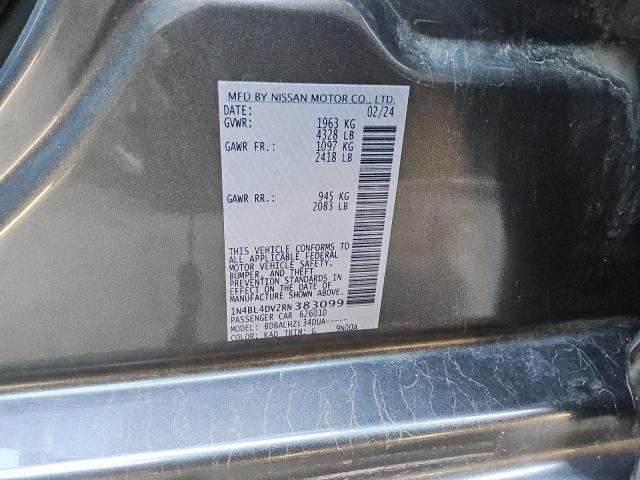 MFD BY NISSAN MOTOR CO., LTD.
DATE: 02/24
GVWR: 1963 KG
4328 LB
GAWR FR.: 1097 KG
2418 LB
GAWR RR.: 945 KG
2083 LB
THIS VEHICLE CONFORMS TO
ALL APPLICABLE FEDERAL
MOTOR VEHICLE SAFETY,
BUMPER, AND THEFT
PREVENTION STANDARDS IN
EFFECT ON THE DATE OF
MANUFACTURE SHOWN ABOVE.
1N4BL4DV2RN383099
PASSENGER CAR 626010
MODEL: BDBALHZL34DUA-----
COLOR: KAD TRIM: G 9N00A